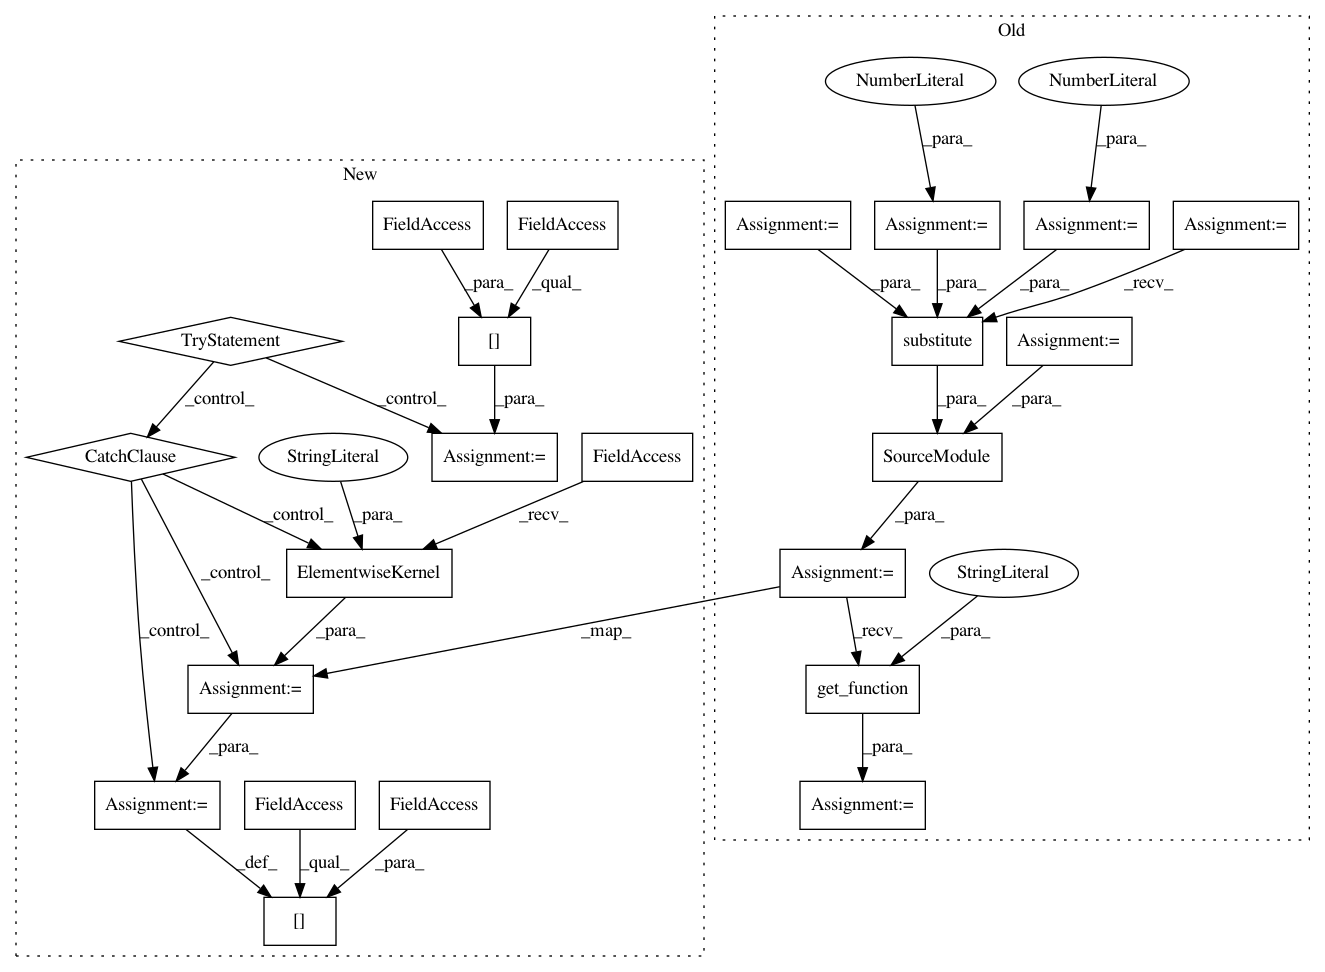 Old
NumberLiteral NumberLiteral
_para_ _para_
New
FieldAccess FieldAccess Assignment:= Assignment:= Assignment:= Assignment:=
_para_ _qual_ _para_ _para_ _para_ _recv_
TryStatement [] substitute Assignment:=
_control_ _control_ _para_ _para_ _para_
CatchClause StringLiteral Assignment:= FieldAccess SourceModule
_control_ _para_ _recv_ _para_
ElementwiseKernel Assignment:= StringLiteral
_control_ _control_ _para_ _map_ _recv_ _para_
Assignment:= get_function
_para_ _para_
Assignment:= FieldAccess FieldAccess Assignment:=
_def_ _qual_ _para_
[]